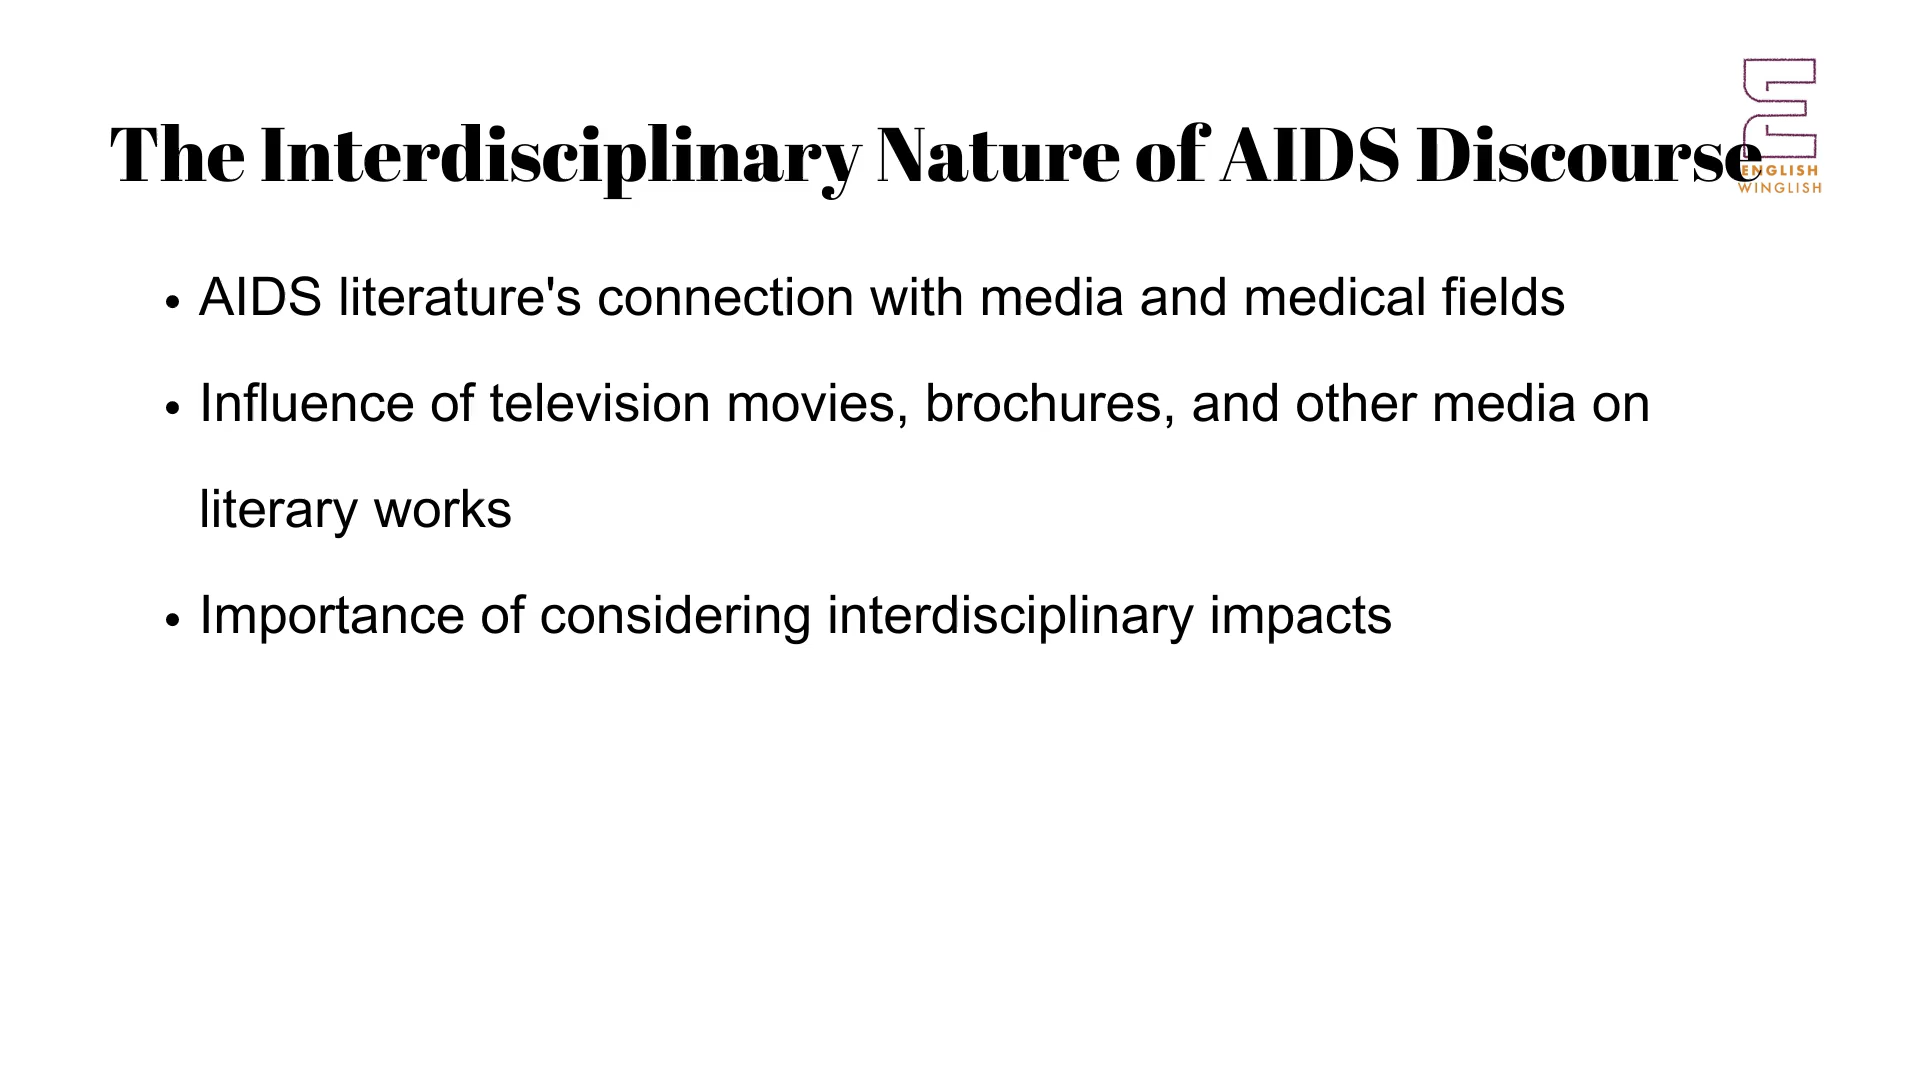 The Interdisciplinary Nature of AIDS Discourse
ENGLISH
WINGLISH
• AIDS literature's connection with media and medical fields
• Influence of television movies, brochures, and other media on
literary works
• Importance of considering interdisciplinary impacts